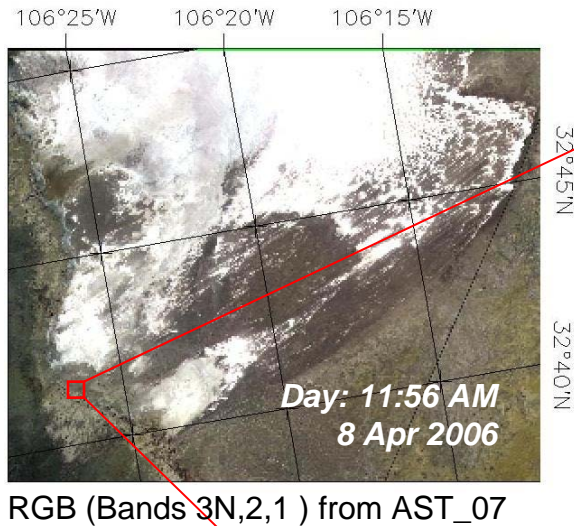 106°25'W 106°20'W 106°15'W
32°45'N
32°40'N
Day: 11:56 AM
8 Apr 2006
RGB (Bands 3N,2,1 ) from AST_07